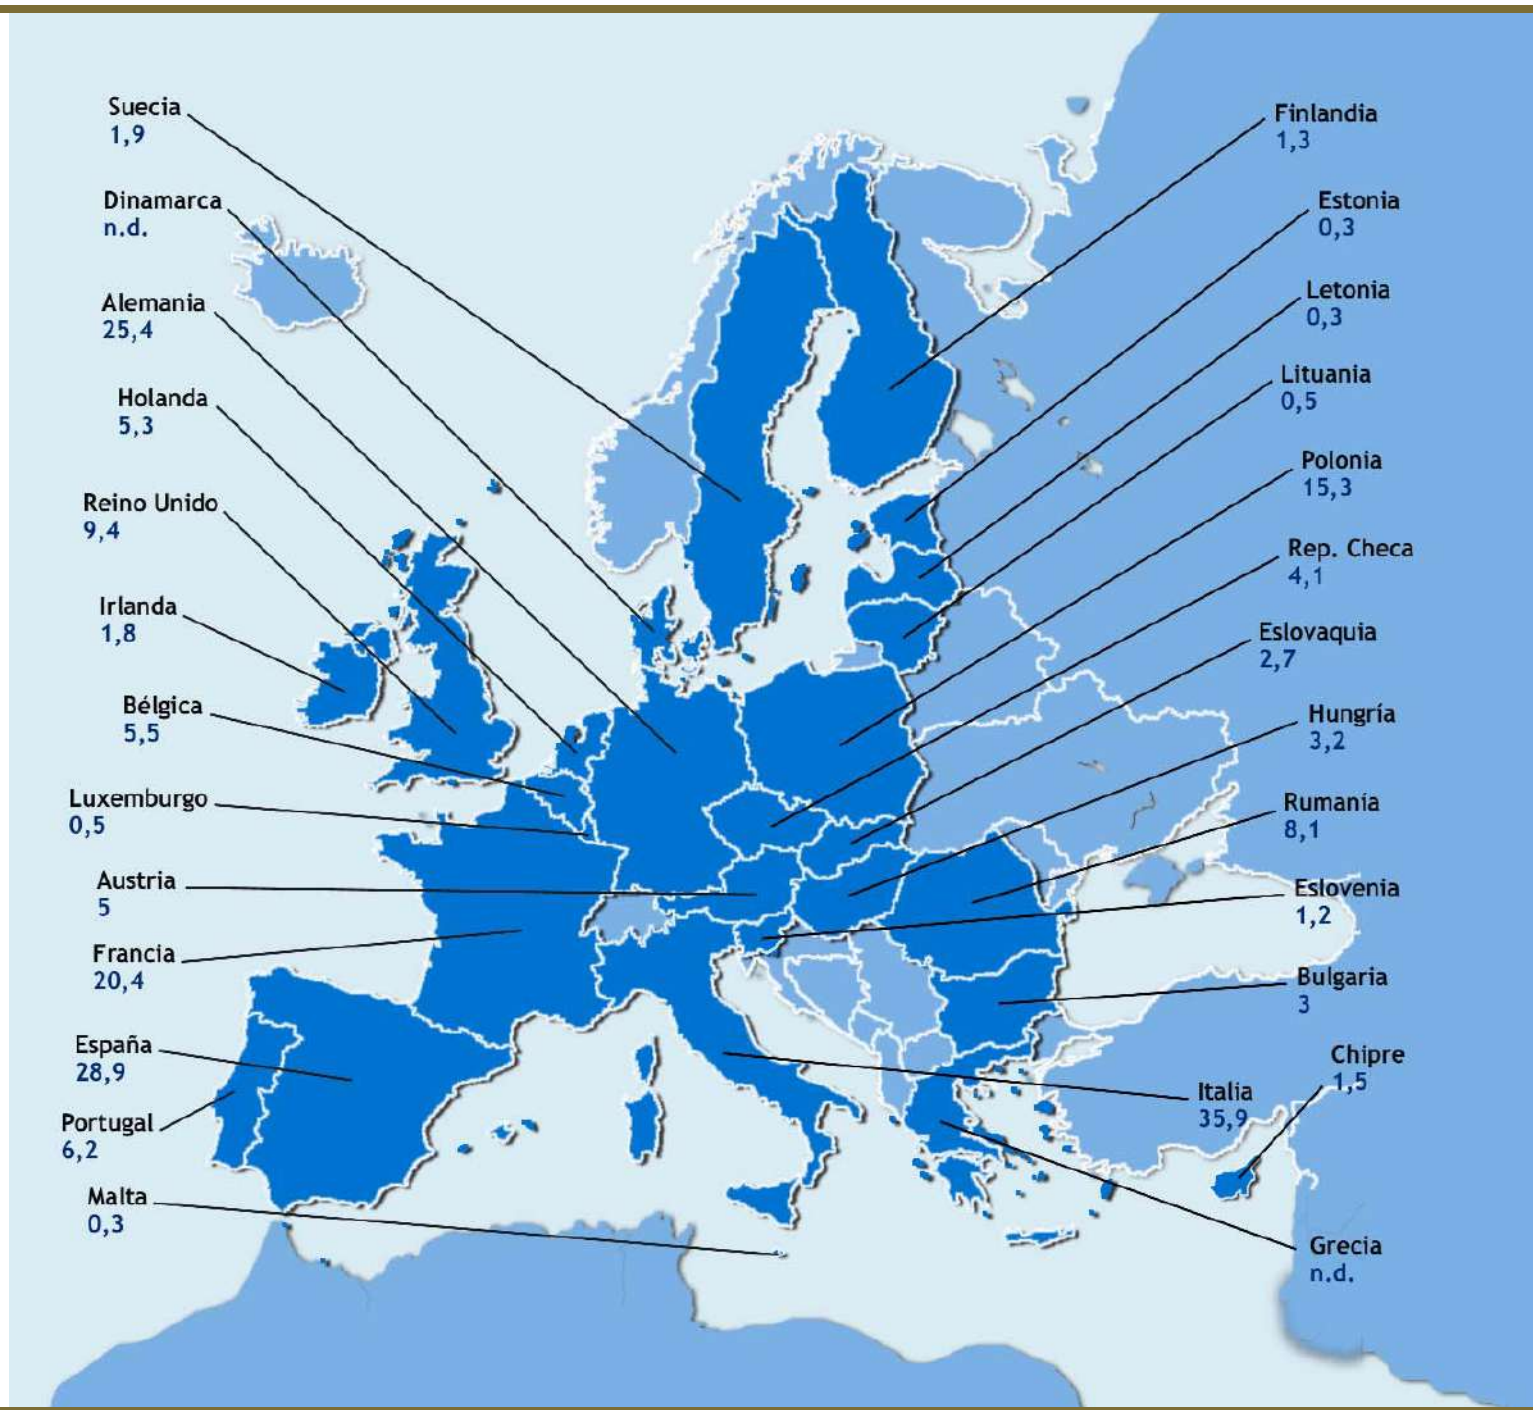 Suecia
1,9
Dinamarca
n.d.
Alemania
25,4
Holanda
5,3
Reino Unido
9,4
Irlanda
1,8
Bélgica
5,5
Luxemburgo
0,5
Austria
5
Francia
20,4
España
28,9
Portugal
6,2
Malta
0,3
Finlandia
1,3
Estonia
0,3
Letonia
0,3
Lituania
0,5
Polonia
15,3
Rep. Checa
4,1
Eslovaquia
2,7
Hungría
3,2
Rumanía
8,1
Eslovenia
1,2
Bulgaria
3
Chipre
1,5
Italia
35,9
Grecia
n.d.